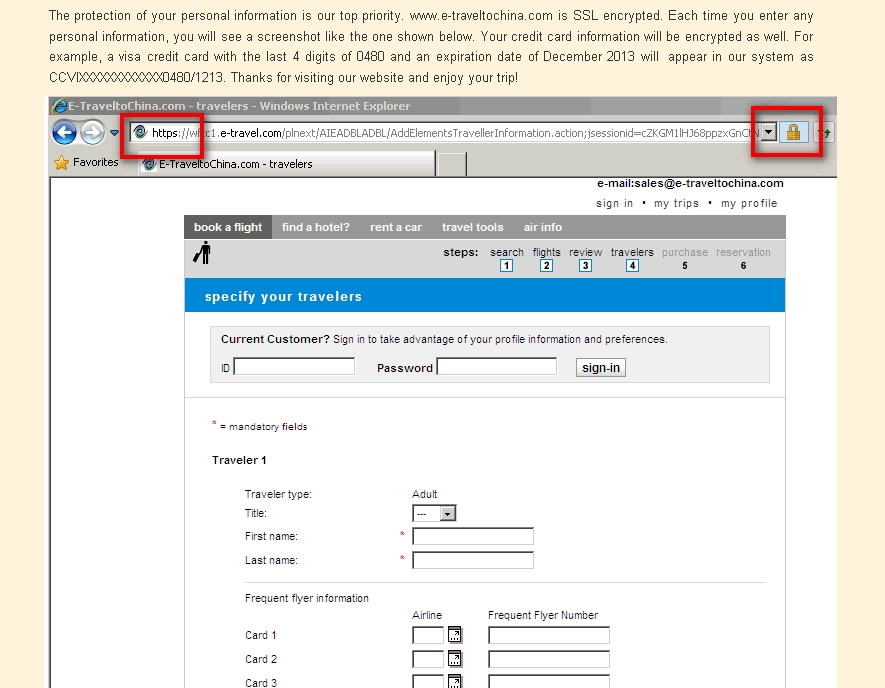 The protection of your personal information is our top priority. www.e-traveltochina.com is SSL encrypted. Each time you enter any
personal information, you will see a screenshot like the one shown below. Your credit card information will be encrypted as well. For
example, a visa credit card with the last 4 digits of 0480 and an expiration date of December 2013 will appear in our system as
CCVIXXXXXXXXXXXX0480/1213. Thanks for visiting our website and enjoy your trip!
E-TraveltoChina.com - travelers - Windows Internet Explorer
.e-travel.com/plnext/AIEADBLADBL/AddElementsTravellerInformation.action;
Favorites
E-TraveltoChina.com - travelers
e-mail:sales@e-traveltochina.com
sign in • my trips • my profile
book a flight find a hotel? rent a car travel tools air info
steps: search flights review travelers purchase reservation
1 2 3 4 5 6
specify your travelers
Current Customer? Sign in to take advantage of your profile information and preferences.
ID Password sign-in
* = mandatory fields
Traveler 1
Traveler type: Adult
Title: ---
First name: *
Last name: *
Frequent flyer information
Airline Frequent Flyer Number
Card 1
Card 2
Card 3